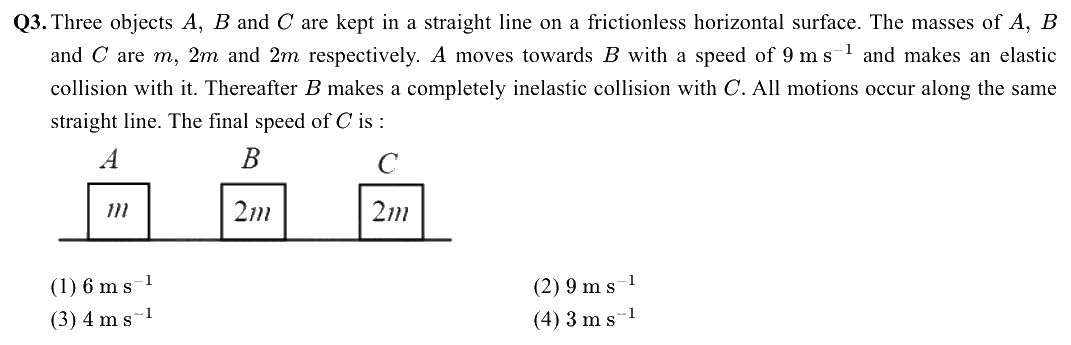 Q3. Three objects A, B and C are kept in a straight line on a frictionless horizontal surface. The masses of A, B
and C are m, 2m and 2m respectively. A moves towards B with a speed of 9 m s⁻¹ and makes an elastic
collision with it. Thereafter B makes a completely inelastic collision with C. All motions occur along the same
straight line. The final speed of C is :
A B C
m 2m 2m
(1) 6 m s⁻¹ (2) 9 m s⁻¹
(3) 4 m s⁻¹ (4) 3 m s⁻¹